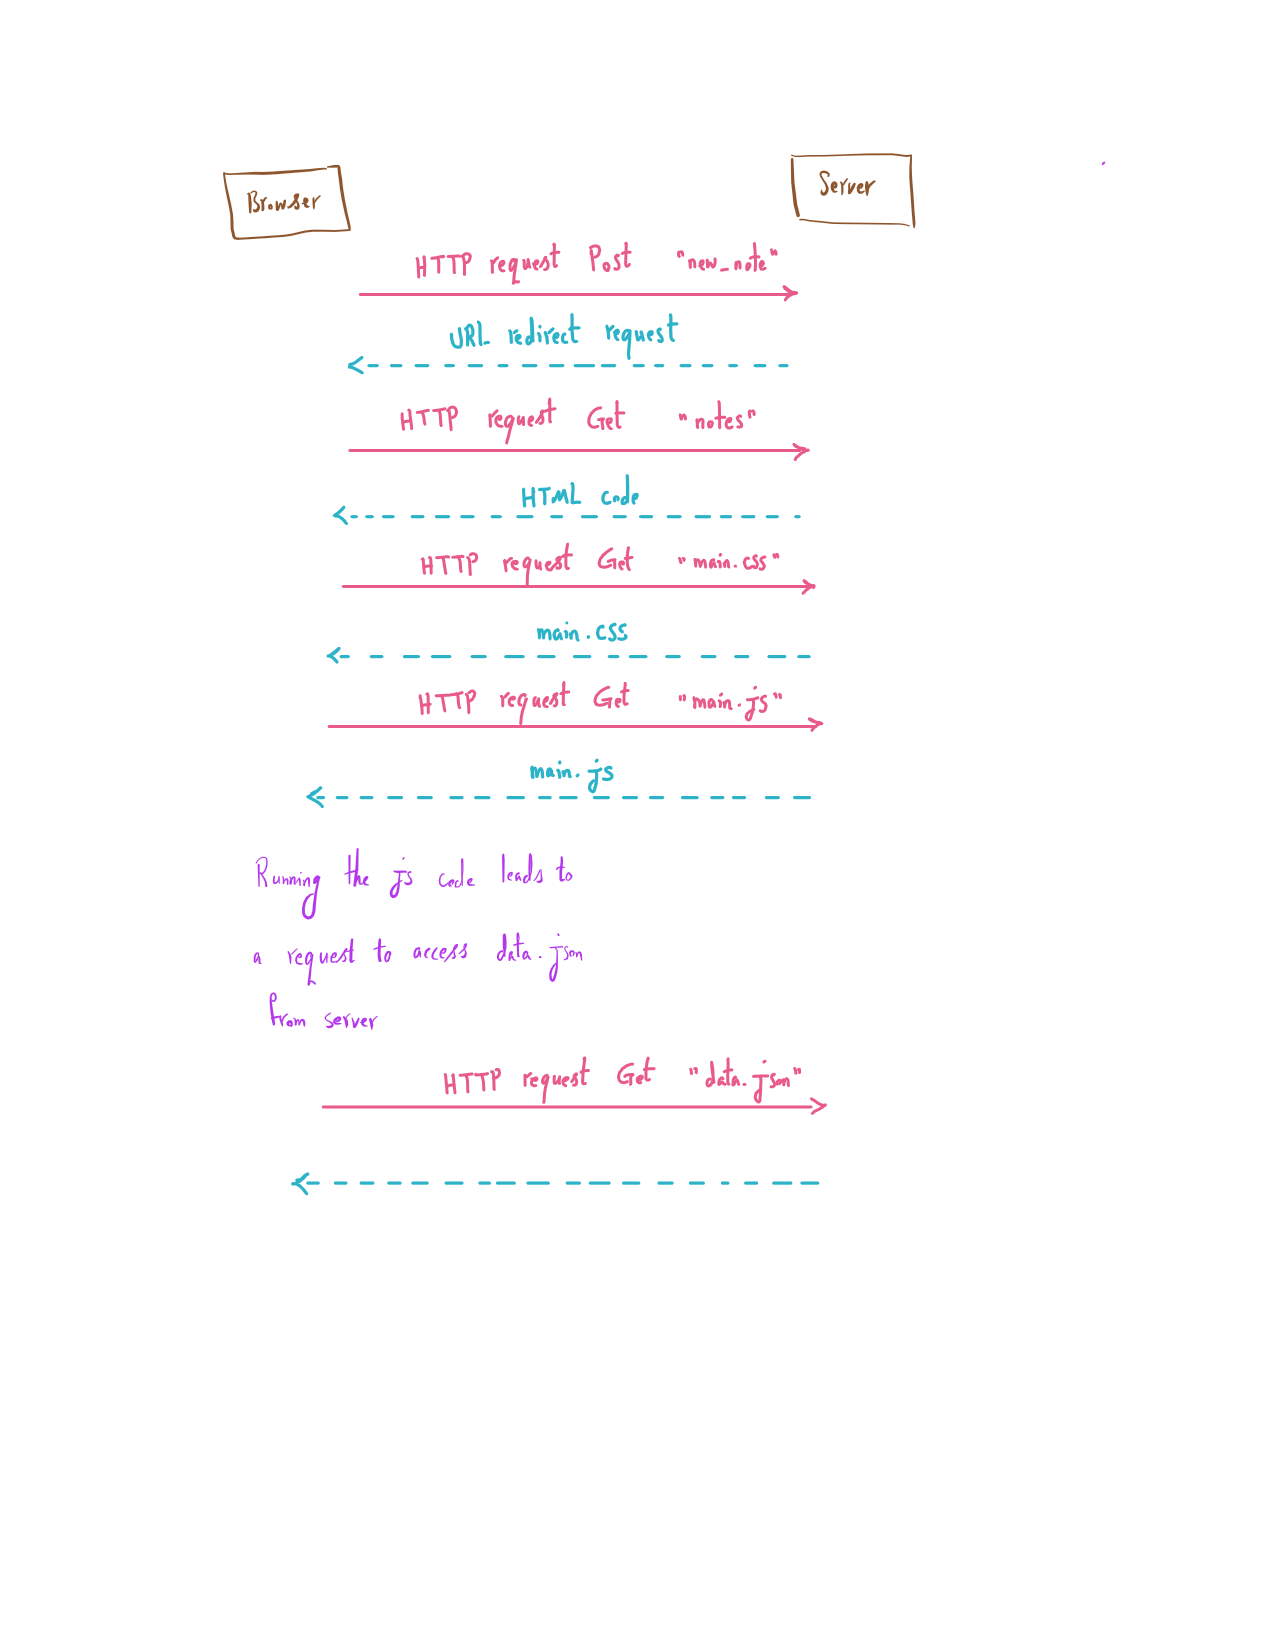 Browser
Server
HTTP request Post "new_note"
URL redirect request
HTTP request Get "notes"
HTML code
HTTP request Get "main.css"
main.css
HTTP request Get "main.js"
main.js
Running the js code leads to
a request to access data.json
from server
HTTP request Get "data.json"